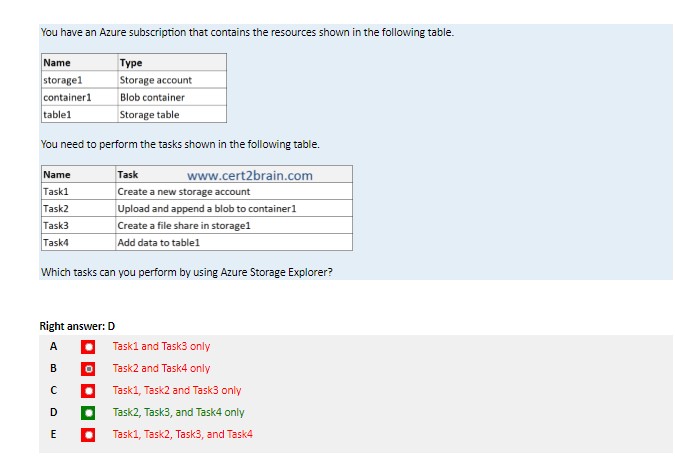 You have an Azure subscription that contains the resources shown in the following table.
Name Type
storage1 Storage account
container1 Blob container
table1 Storage table
You need to perform the tasks shown in the following table.
Name Task www.cert2brain.com
Task1 Create a new storage account
Task2 Upload and append a blob to container1
Task3 Create a file share in storage1
Task4 Add data to table1
Which tasks can you perform by using Azure Storage Explorer?
Right answer: D
A Task1 and Task3 only
B Task2 and Task4 only
C Task1, Task2 and Task3 only
D Task2, Task3, and Task4 only
E Task1, Task2, Task3, and Task4